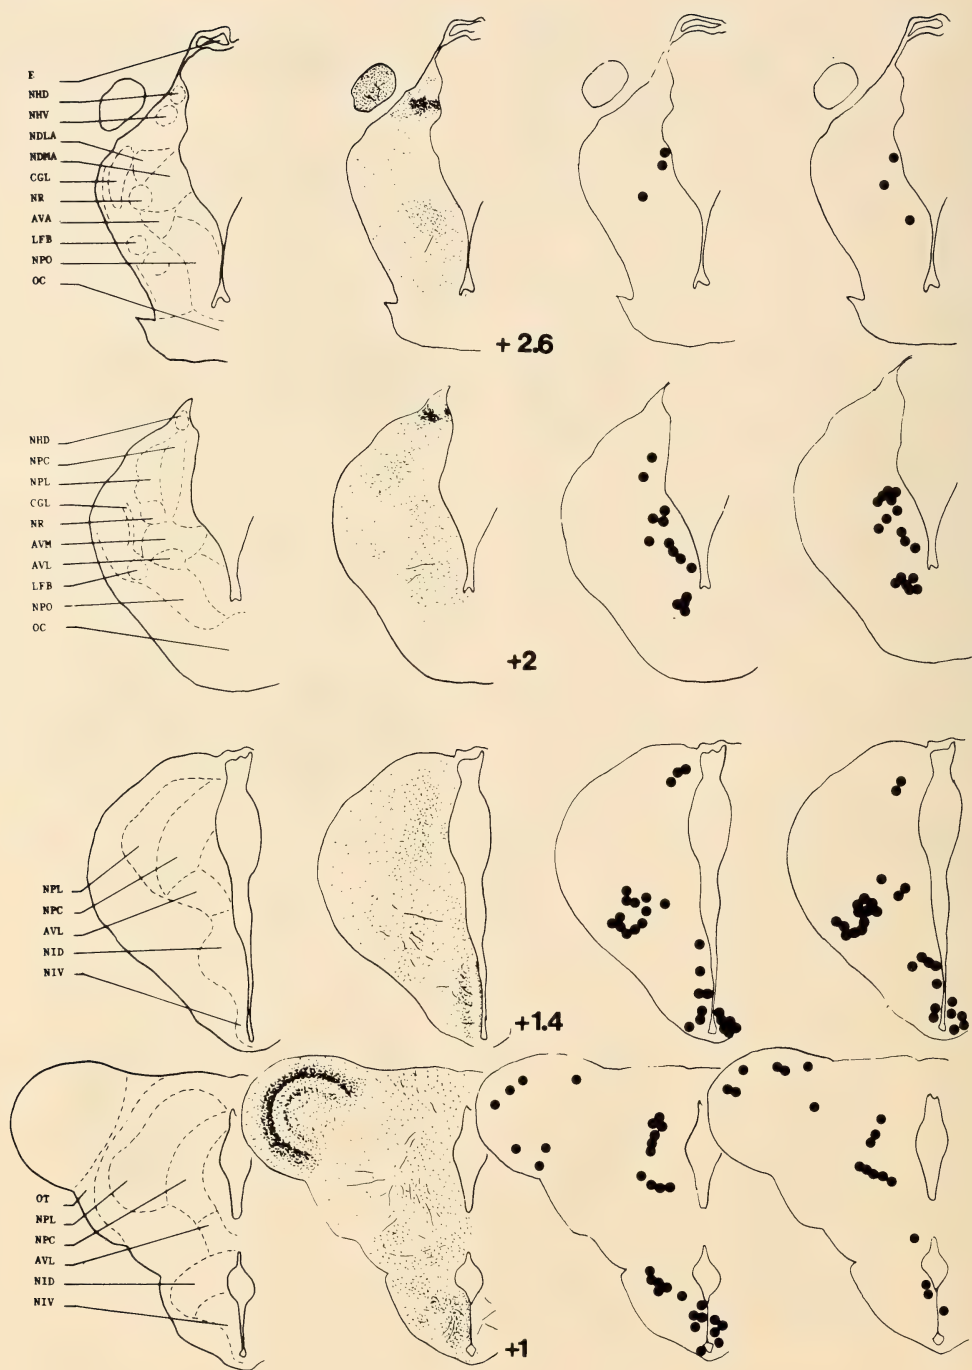 E
NHD
NHV
NDLA
NDMA
CGL
NR
AVA
LFB
NPO
OC
+ 2.6
NHD
NPC
NPL
CGL
NR
AVM
AVL
LFB
NPO
OC
+2
NPL
NPC
AVL
NID
NIV
+1.4
OT
NPL
NPC
AVL
NID
NIV
+1